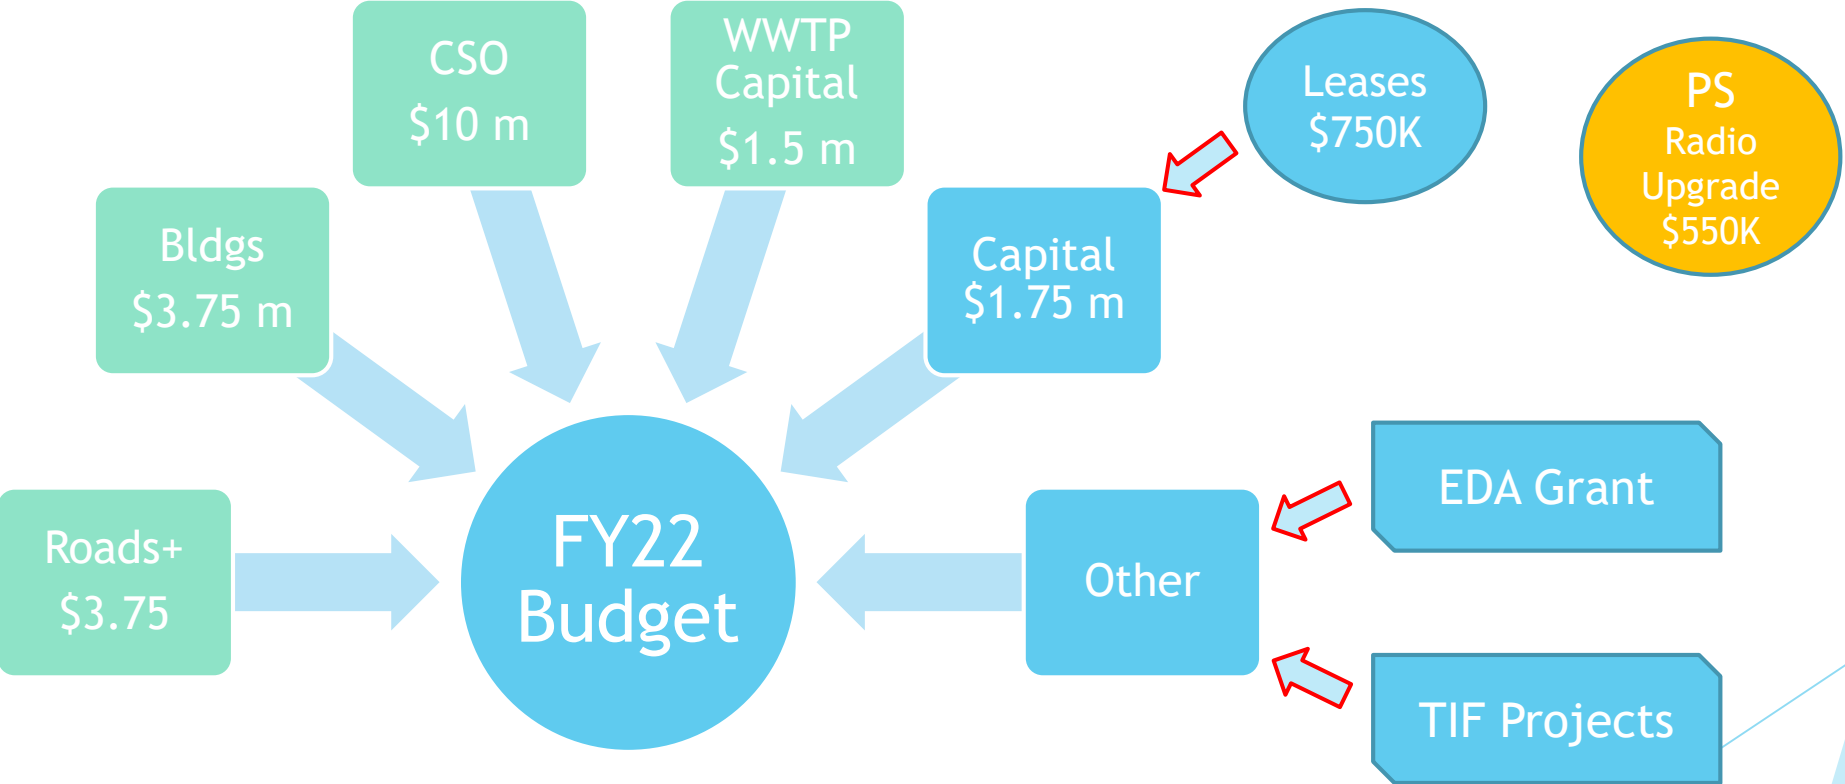 CSO
$10 m
WWTP
Capital
$1.5 m
Leases
$750K
PS
Radio
Upgrade
$550K
Bldgs
$3.75 m
Capital
$1.75 m
Roads+
$3.75
FY22
Budget
Other
EDA Grant
TIF Projects